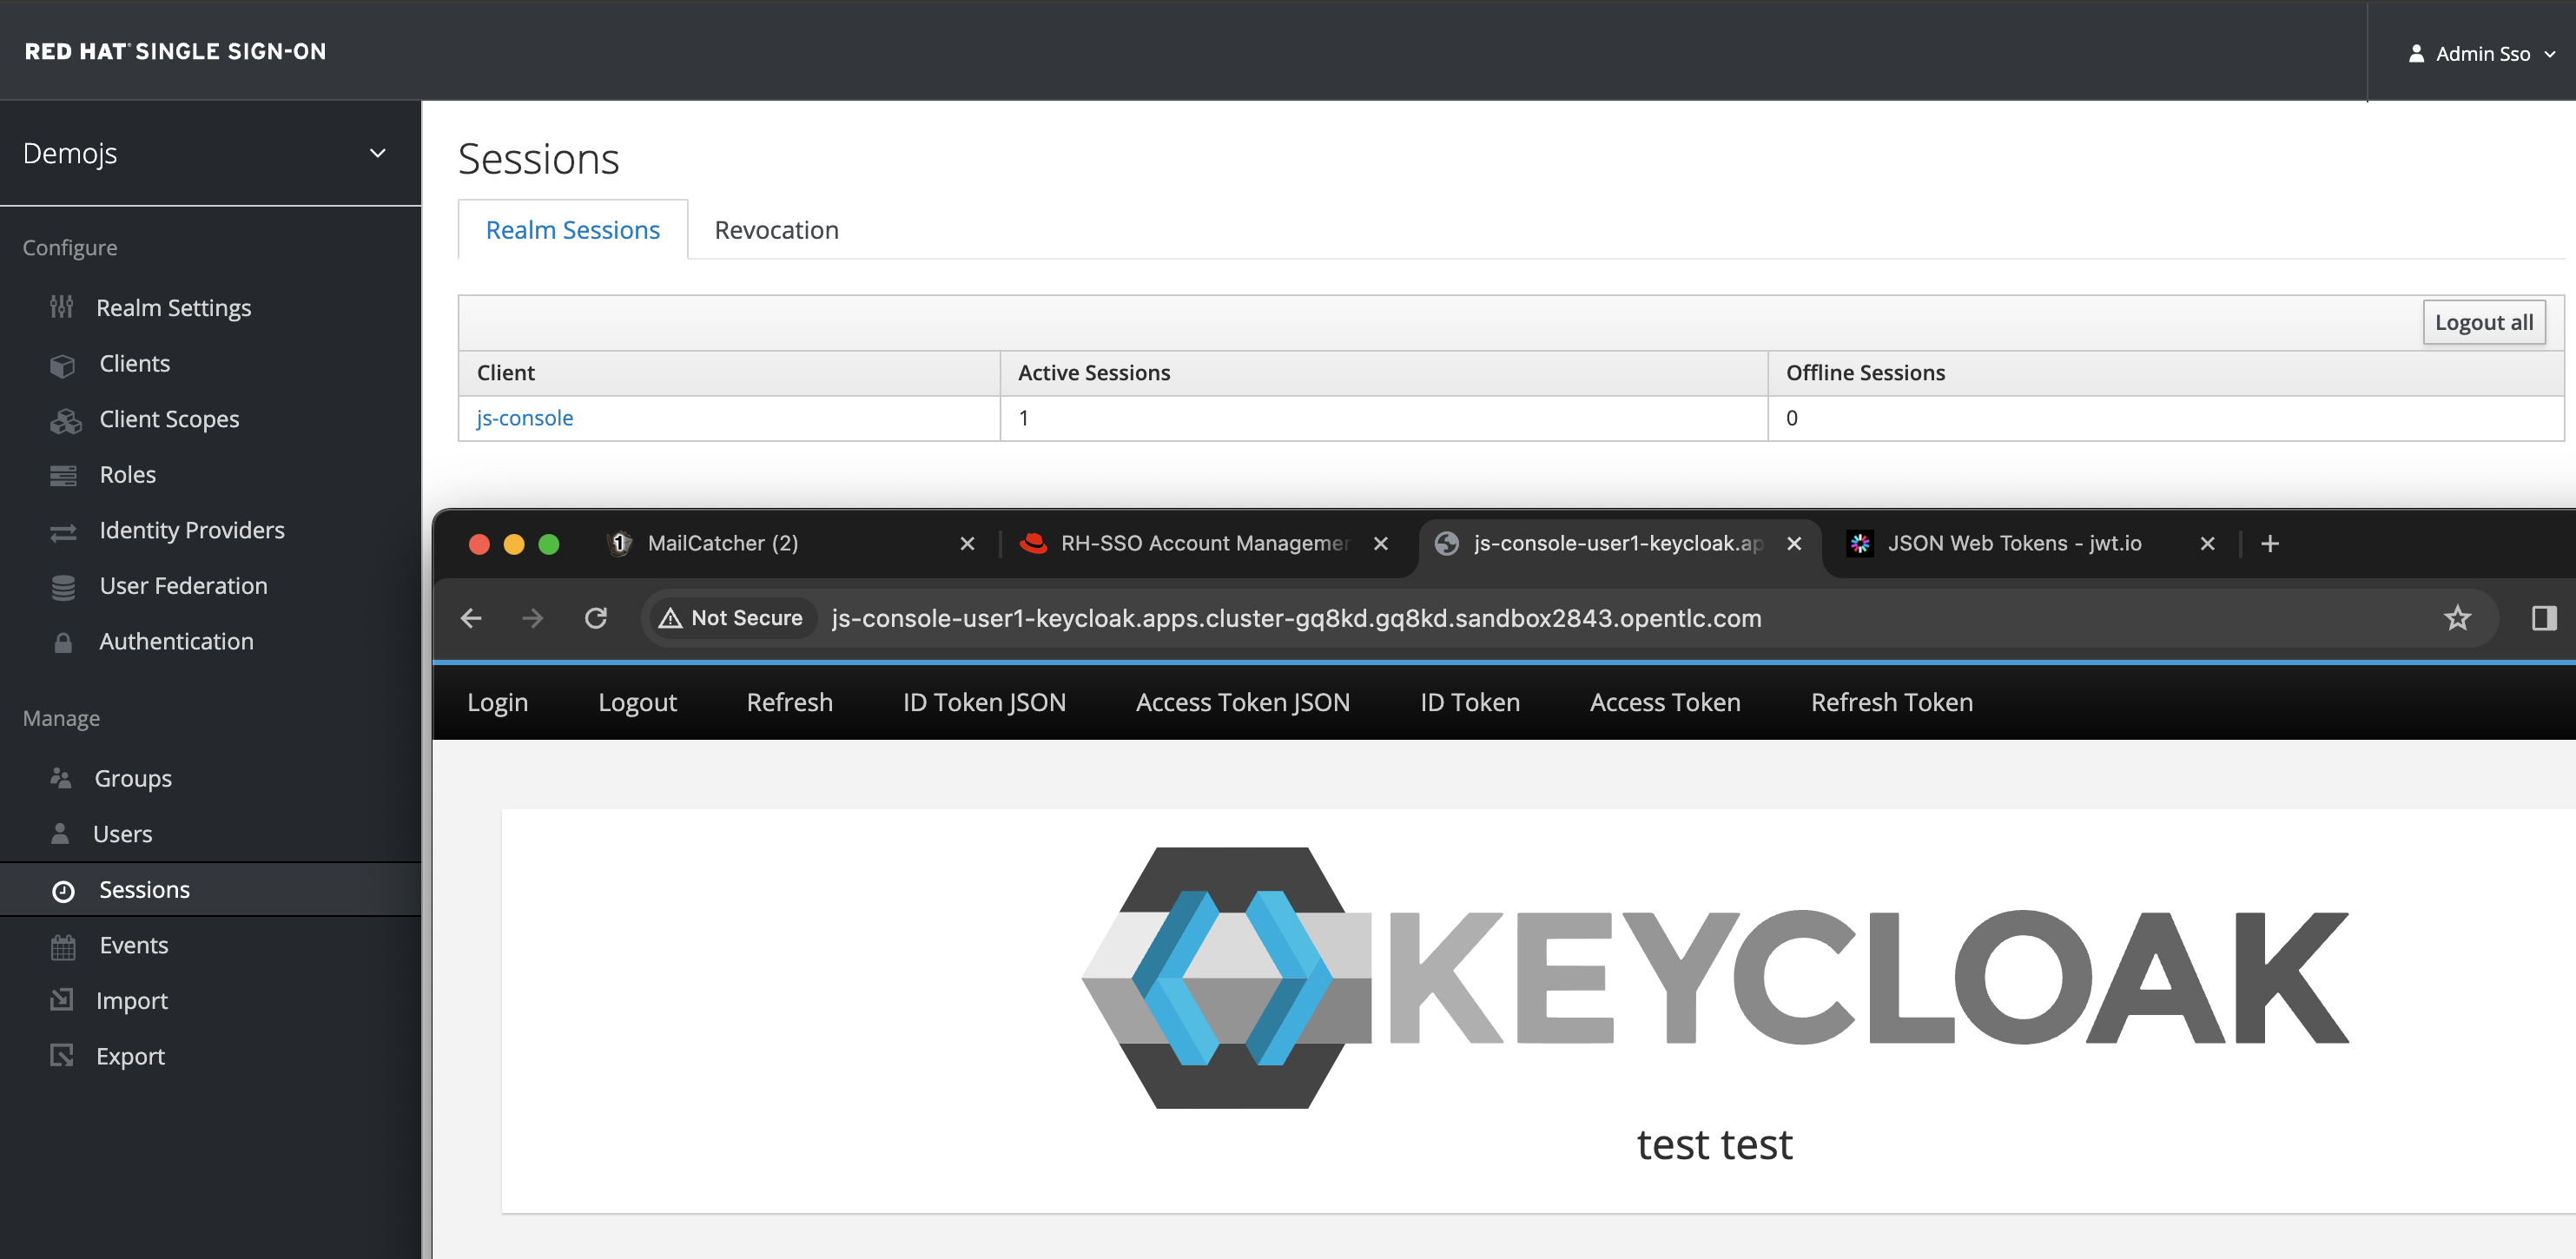 RED HAT® SINGLE SIGN-ON
Admin Sso
Demojs
Configure
Realm Settings
Clients
Client Scopes
Roles
Identity Providers
User Federation
Authentication
Manage
Groups
Users
Sessions
Events
Import
Export
Sessions
Realm Sessions Revocation
Logout all
Client Active Sessions Offline Sessions
js-console 1 0
MailCatcher (2) RH-SSO Account Managemen js-console-user1-keycloak.ap JSON Web Tokens - jwt.io
Not Secure js-console-user1-keycloak.apps.cluster-gq8kd.gq8kd.sandbox2843.opentlc.com
Login Logout Refresh ID Token JSON Access Token JSON ID Token Access Token Refresh Token
KEYCLOAK
test test